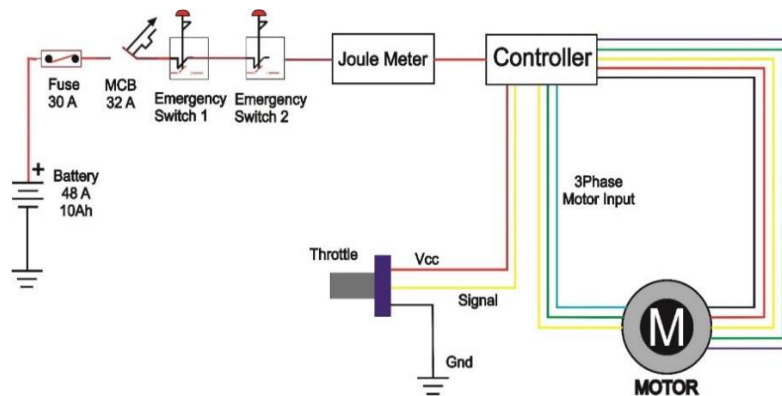 Fuse
30 A
MCB
32 A
Emergency
Switch 1
Emergency
Switch 2
Joule Meter
Controller
+
Battery
48 A
10Ah
3Phase
Motor Input
Throttle
Vcc
Signal
Gnd
M
MOTOR